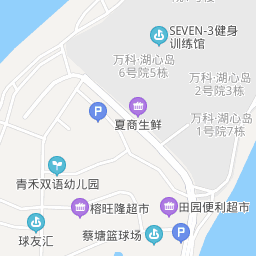 SEVEN-3健身
训练馆
万科·湖心岛
6号院5栋
万科·湖心岛
2号院3栋
万科·湖心岛
1号院7栋
P
夏商生鲜
青禾双语幼儿园
榕旺隆超市
田园便利超市
球友汇
蔡塘篮球场
P